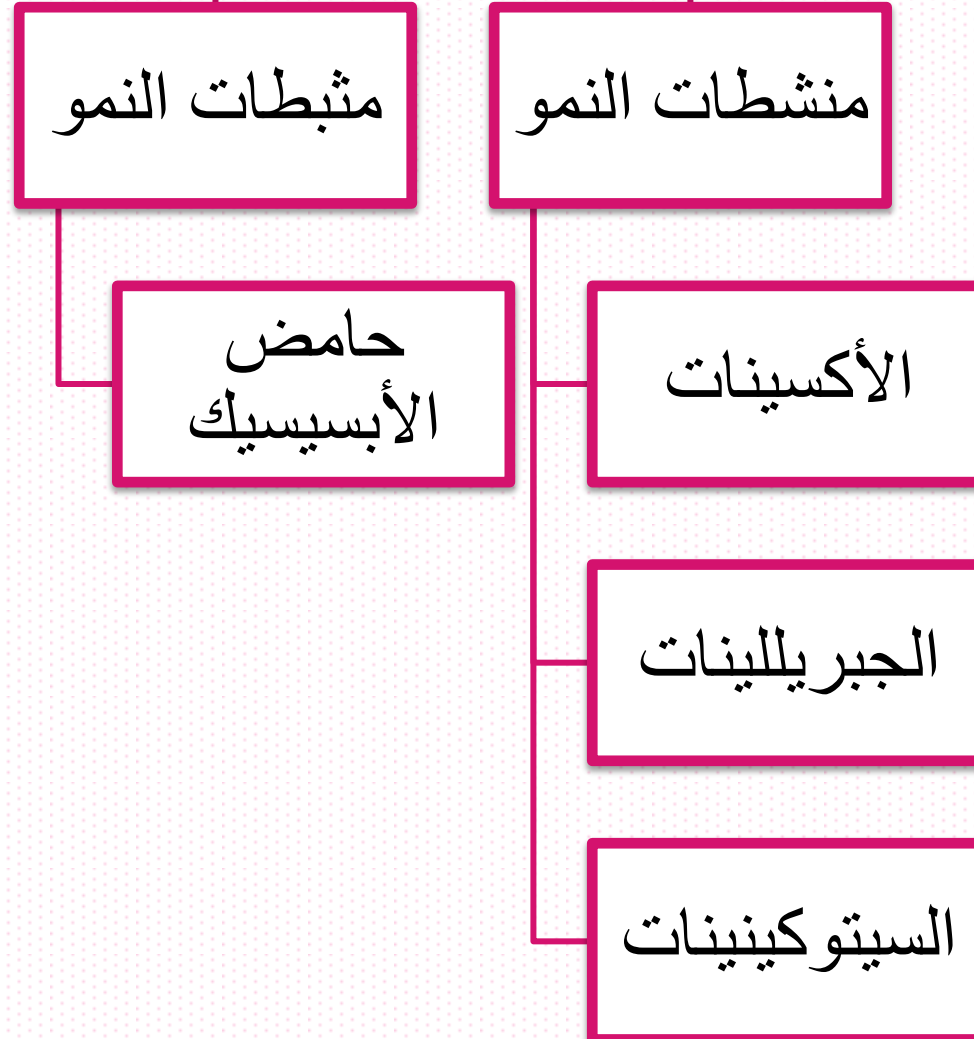 منشطات النمو
مثبطات النمو
الأكسينات
حامض
الأبسيسيك
الجبريللينات
السيتوكينينات